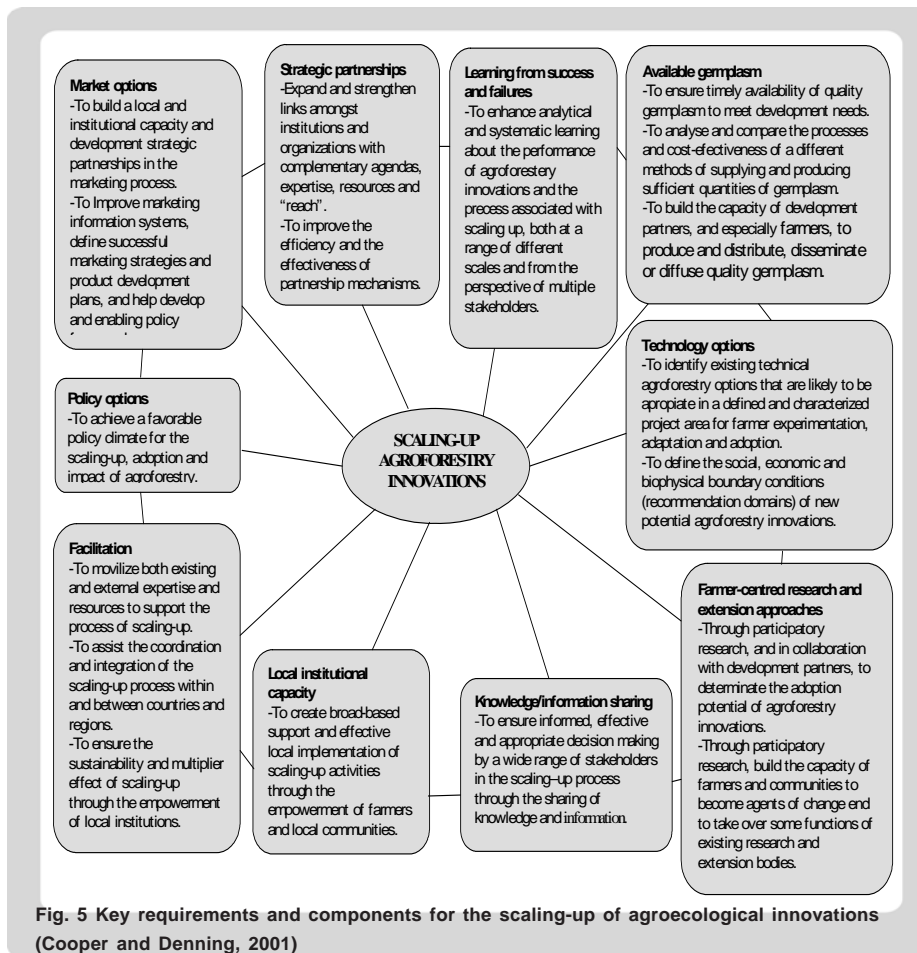 Market options
-To build a local and
institutional capacity and
development strategic
partnerships in the
marketing process.
-To Improve marketing
information systems,
define successful
marketing strategies and
product development
plans, and help develop
and enabling policy
Strategic partnerships
-Expand and strengthen
links amongst
institutions and
organizations with
complementary agendas,
expertise, resources and
“reach”.
-To improve the
efficiency and the
effectiveness of
partnership mechanisms.
Learning from success
and failures
-To enhance analytical
and systematic learning
about the performance
of agroforestery
innovations and the
precess associated with
scaling up, both at a
range of different
scales and from the
perspective of multiple
stakeholders.
Available germplasm
-To ensure timely availability of quality
germplasm to meet development needs.
-To analyse and compare the processes
and cost-efectiveness of a different
methods of supplying and producing
sufficient quantities of germplasm.
-To build the capacity of development
partners, and especially farmers, to
produce and distribute, disseminate
or diffuse quality germplasm.
Policy options
-To achieve a favorable
policy climate for the
scaling-up, adoption and
impact of agroforestry.
SCALING-UP
AGROFORESTRY
INNOVATIONS
Technology options
-To identify existing technical
agroforestry options that are likely to be
apropiate in a defined and characterized
project area for farmer experimentation,
adaptation and adoption.
-To define the social, economic and
biophysical boundary conditions
(recommendation domains) of new
potential agroforestry innovations.
Facilitation
-To movilize both existing
and external expertise and
resources to support the
process of scaling-up.
-To assist the coordination
and integration of the
scaling-up process within
and between countries and
regions.
-To ensure the
sustainability and multiplier
effect of scaling-up
through the empowerment
of local institutions.
Local institutional
capacity
-To create broad-based
support and effective
local implementation of
scaling-up activities
through the
empowerment of farmers
and local communities.
Knowledge/information sharing
-To ensure informed, effective
and appropriate decision making
by a wide range of stakeholders
in the scaling–up process
through the sharing of
knowledge and information.
Farmer-centred research and
extension approaches
-Through participatory
research, and in collaboration
with development partners, to
determinate the adoption
potential of agroforestry
innovations.
-Through participatory
research, build the capacity of
farmers and communities to
become agents of change end
to take over some functions of
existing research and
extension bodies.
Fig. 5 Key requirements and components for the scaling-up of agroecological innovations
(Cooper and Denning, 2001)